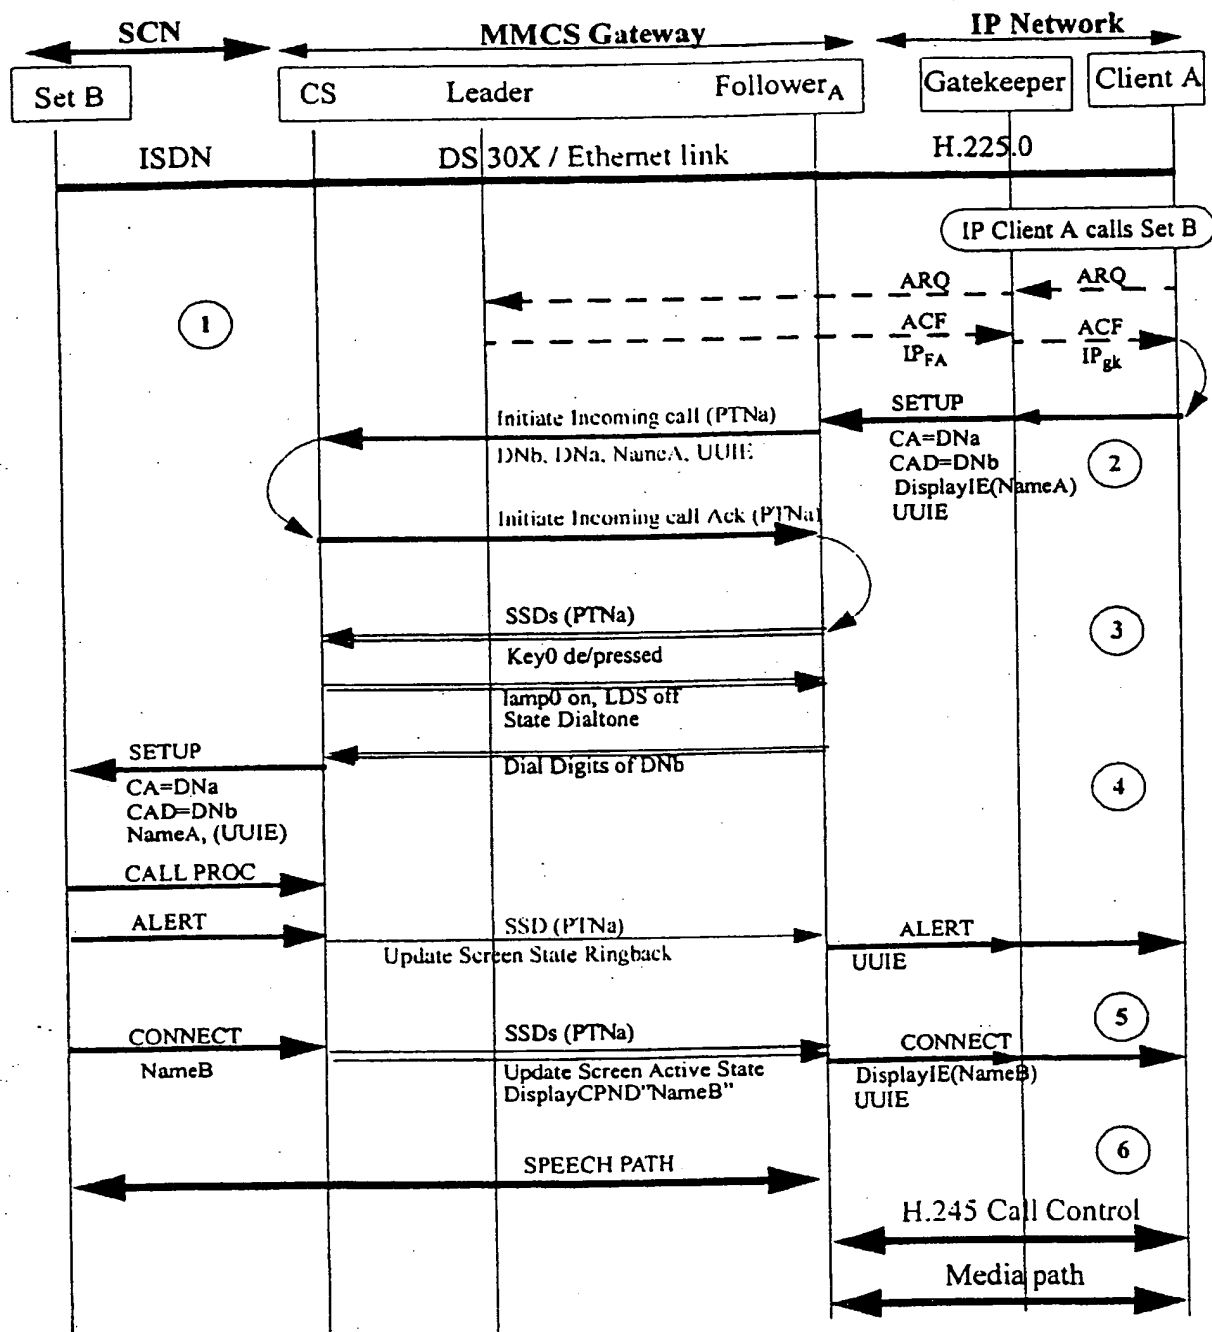 SCN
MMCS Gateway
IP Network
Set B
CS
Leader
FollowerA
Gatekeeper
Client A
ISDN
DS 30X / Ethernet link
H.225.0
IP Client A calls Set B
ARQ
ARQ
1
ACF
ACF
IPFA
IPgk
SETUP
Initiate Incoming call (PTNa)
DNb, DNa, NameA, UUIE
CA=DNa
CAD=DNb
DisplayIE(NameA)
UUIE
2
Initiate Incoming call Ack (PTNa)
SSDs (PTNa)
3
Key0 de/pressed
lamp0 on, LDS off
State Dialtone
SETUP
Dial Digits of DNb
CA=DNa
CAD=DNb
NameA, (UUIE)
4
CALL PROC
ALERT
SSD (PTNa)
ALERT
Update Screen State Ringback
UUIE
5
CONNECT
SSDs (PTNa)
CONNECT
NameB
Update Screen Active State
DisplayCPND"NameB"
DisplayIE(NameB)
UUIE
6
SPEECH PATH
H.245 Call Control
Media path